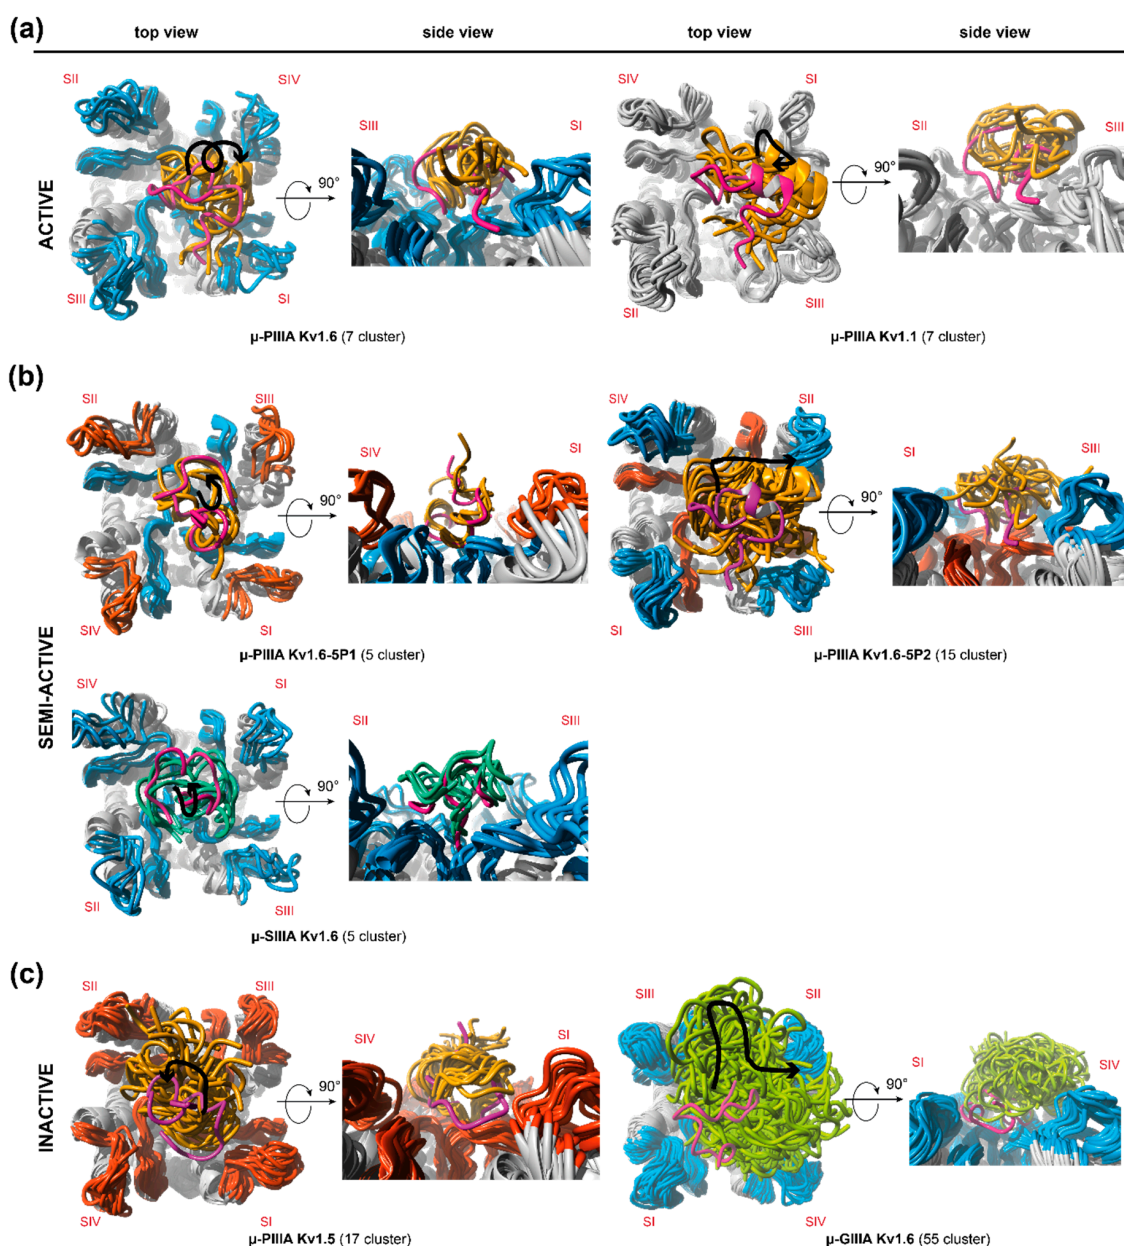 (a)
top view side view top view side view
ACTIVE
SII SIV
SIII SI
90°
SIII SI
SIV SI
SII SIII
90°
SII SIII
μ-PIIIA Kv1.6 (7 cluster) μ-PIIIA Kv1.1 (7 cluster)
(b)
SEMI-ACTIVE
SII SIII
SIV SI
90°
SIV SI
SIV SII
SI SIII
90°
SI SIII
μ-PIIIA Kv1.6-5P1 (5 cluster) μ-PIIIA Kv1.6-5P2 (15 cluster)
SIV SI
SII SIII
90°
SII SIII
μ-SIIIA Kv1.6 (5 cluster)
(c)
INACTIVE
SII SIII
SIV SI
90°
SIV SI
SIII SII
SI SIV
90°
SI SIV
μ-PIIIA Kv1.5 (17 cluster) μ-GIIIA Kv1.6 (55 cluster)